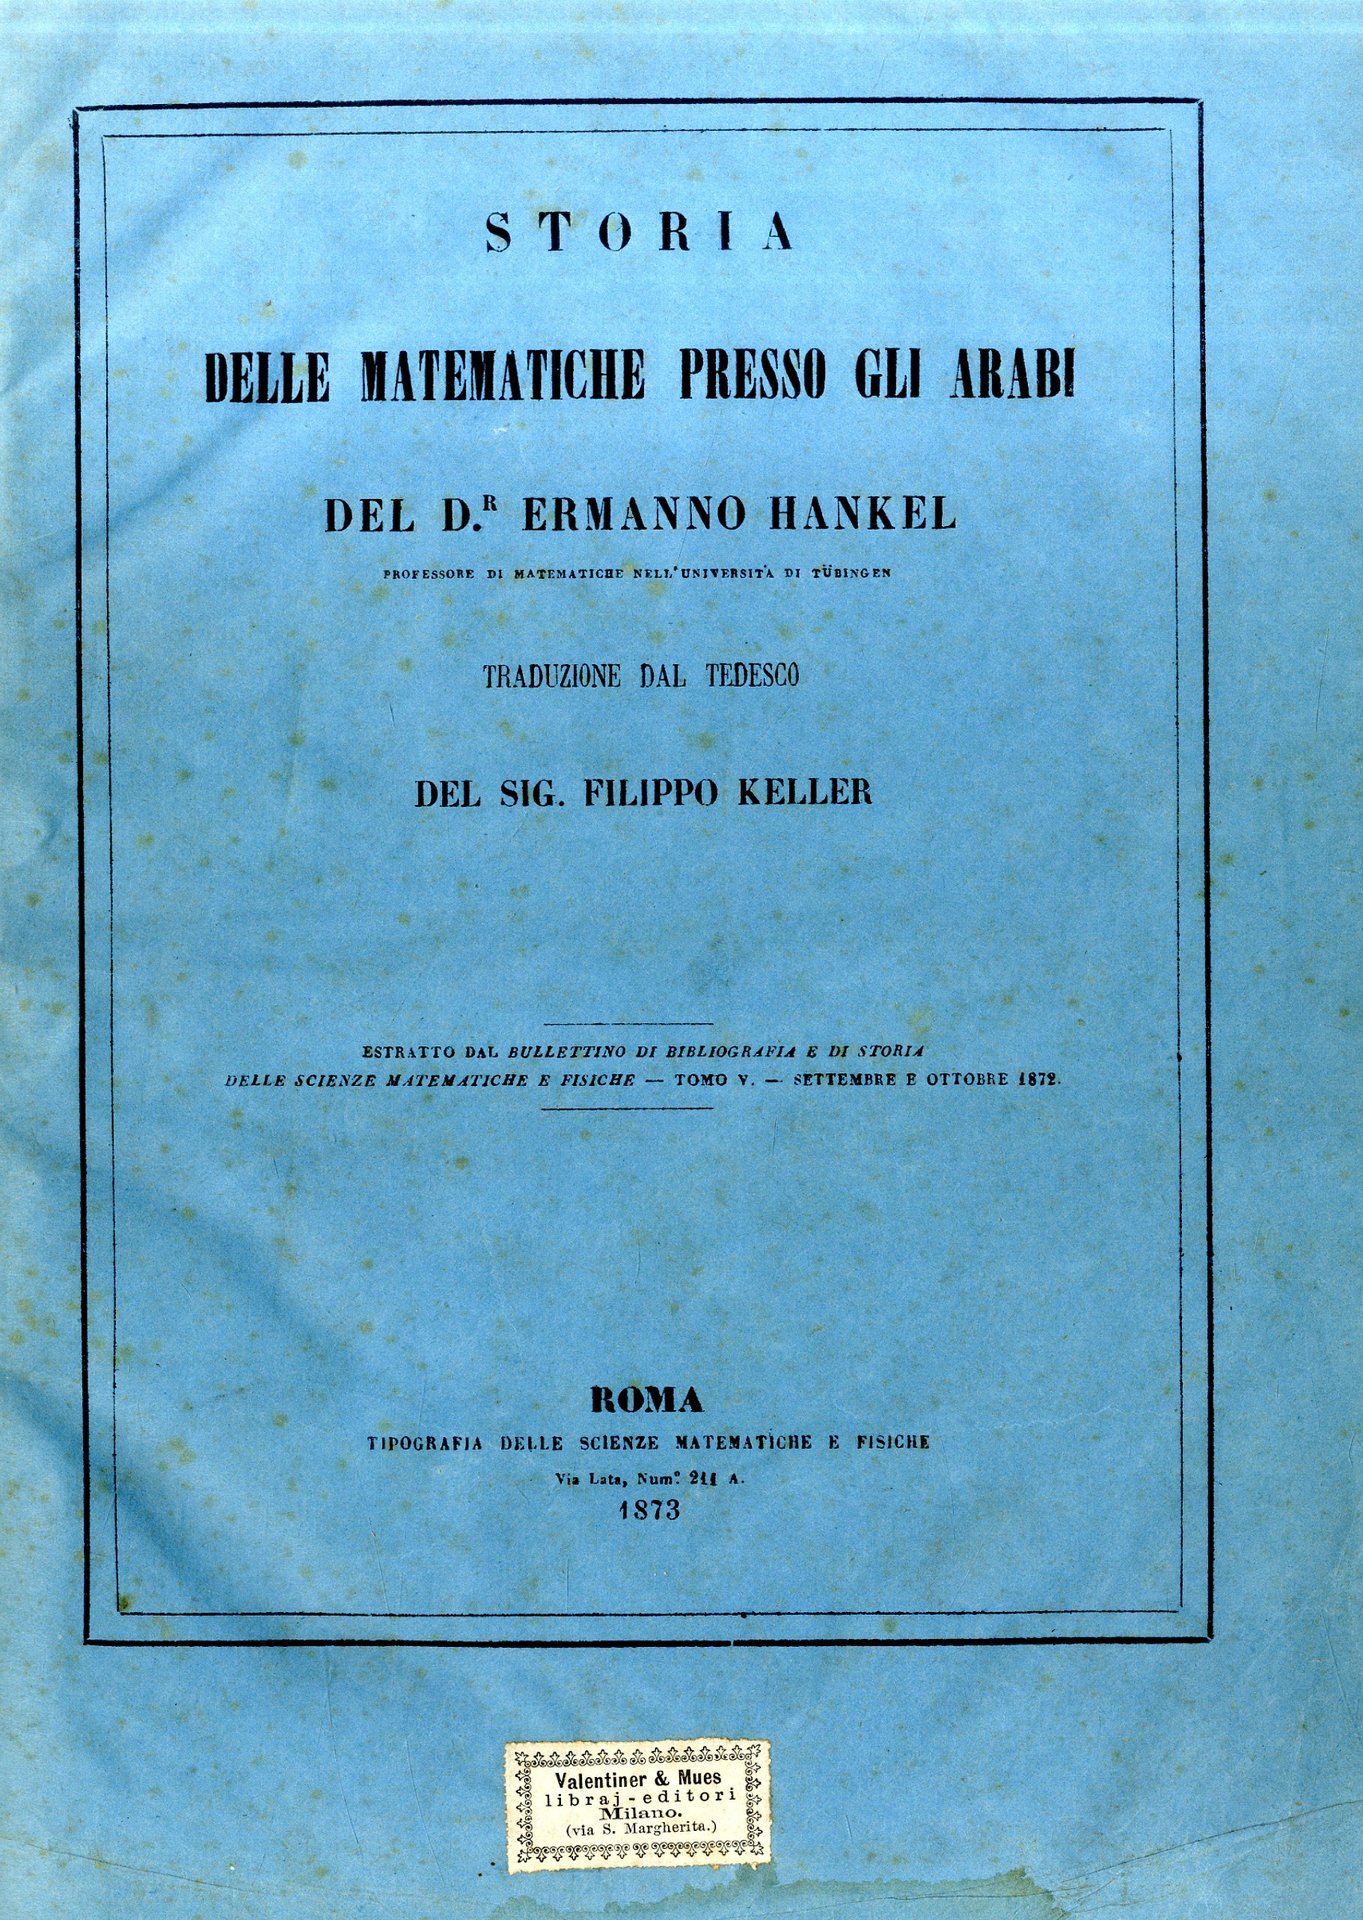 STORIA
DELLE MATEMATICHE PRESSO GLI ARABI
DEL D.R ERMANNO HANKEL
PROFESSORE DI MATEMATICHE NELL'UNIVERSITÀ DI TÜBINGEN
TRADUZIONE DAL TEDESCO
DEL SIG. FILIPPO KELLER
ESTRATTO DAL BULLETTINO DI BIBLIOGRAFIA E DI STORIA
DELLE SCIENZE MATEMATICHE E FISICHE — TOMO V. — SETTEMBRE E OTTOBRE 1872.
ROMA
TIPOGRAFIA DELLE SCIENZE MATEMATICHE E FISICHE
Via Lata, Num.º 211 A.
1873
Valentiner & Mues
libraj-editori
Milano.
(via S. Margherita.)